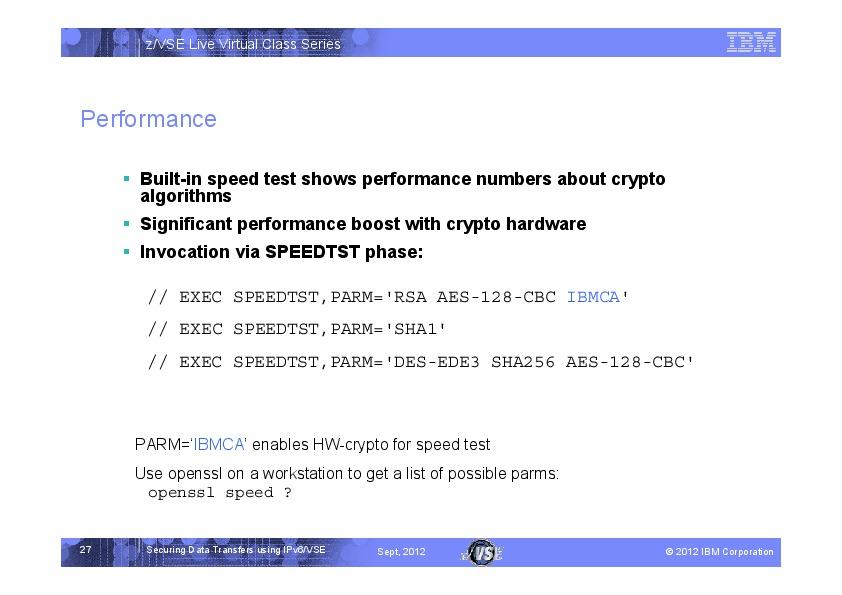 z/VSE Live Virtual Class Series
IBM
Performance
Built-in speed test shows performance numbers about crypto
algorithms
Significant performance boost with crypto hardware
Invocation via SPEEDTST phase:
// EXEC SPEEDTST,PARM='RSA AES-128-CBC IBMCA'
// EXEC SPEEDTST,PARM='SHA1'
// EXEC SPEEDTST,PARM='DES-EDE3 SHA256 AES-128-CBC'
PARM=‘IBMCA’ enables HW-crypto for speed test
Use openssl on a workstation to get a list of possible parms:
openssl speed ?
27
Securing Data Transfers using IPv6/VSE
Sept, 2012
z/VSE
© 2012 IBM Corporation